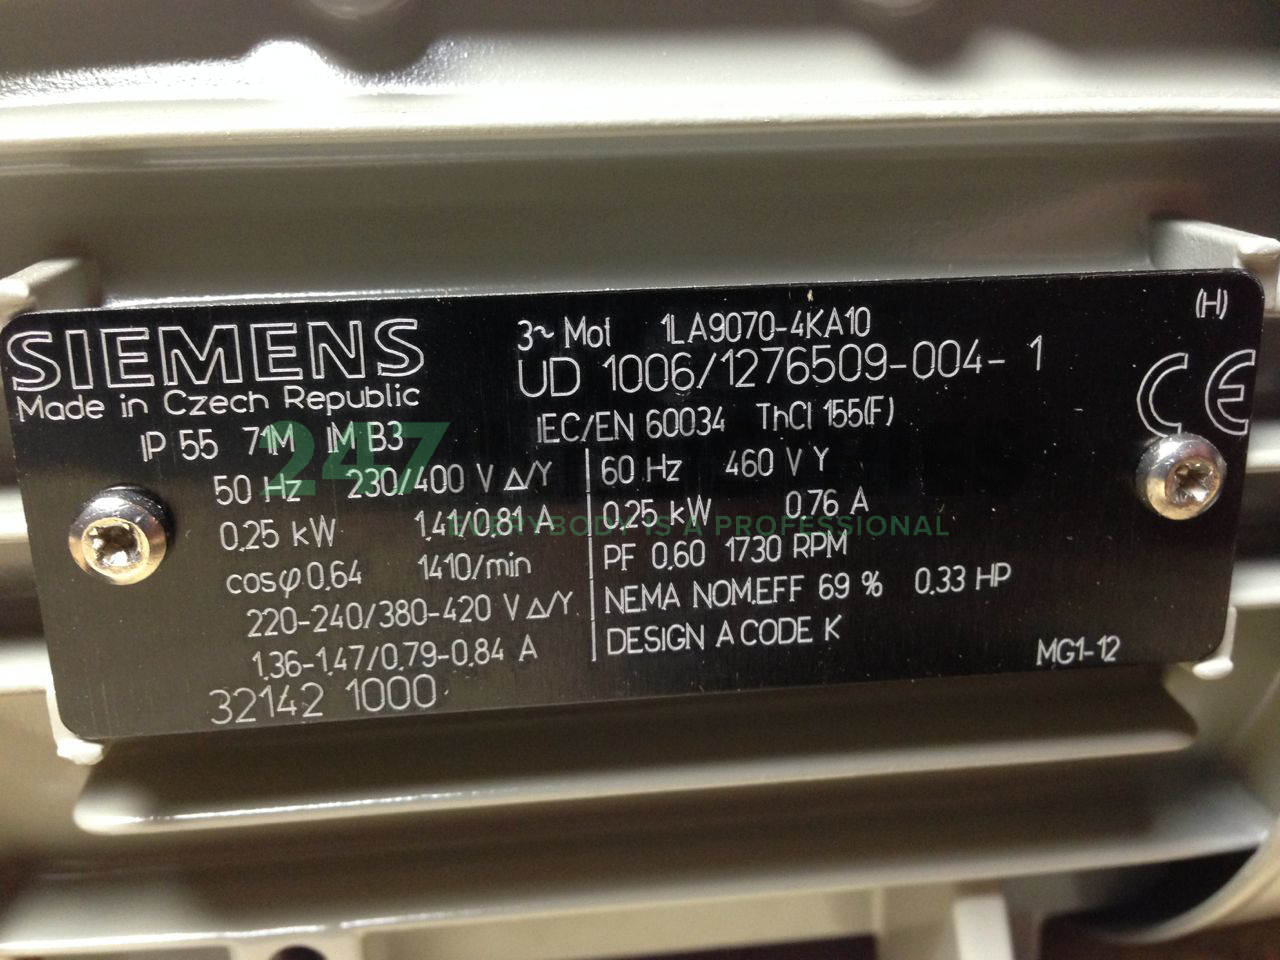 (H)
SIEMENS
Made in Czech Republic
3~ Mot 1LA9070-4KA10
UD 1006/1276509-004- 1
CE
IP 55 71M IM B3
IEC/EN 60034 ThCl 155(F)
50 Hz 230/400 V Δ/Y
0,25 kW 1.41/0.81 A
cosφ 0,64 1410/min
220-240/380-420 V Δ/Y
1.36-1.47/0.79-0.84 A
32142 1000
60 Hz 460 V Y
0,25 kW 0.76 A
PF 0.60 1730 RPM
NEMA NOM.EFF 69 % 0.33 HP
DESIGN A CODE K
MG1-12
247
EVERYBODY IS A PROFESSIONAL